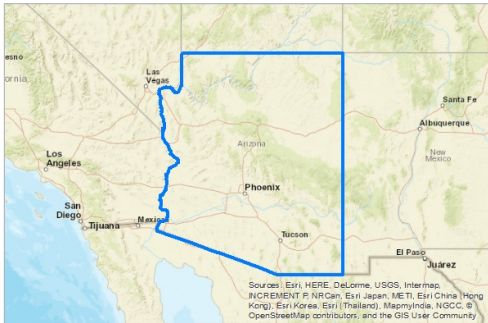 esno
ornia
Las
Vegas
Santa Fe
Albuquerque
Arizona
New
Mexico
Los
Angeles
Phoenix
San
Diego
Tijuana
Mexic
Tucson
El Paso
Juárez
Sources: Esri, HERE, DeLorme, USGS, Intermap,
INCREMENT P, NRCan, Esri Japan, METI, Esri China (Hong
Kong), Esri Korea, Esri (Thailand), MapmyIndia, NGCC, ©
OpenStreetMap contributors, and the GIS User Community